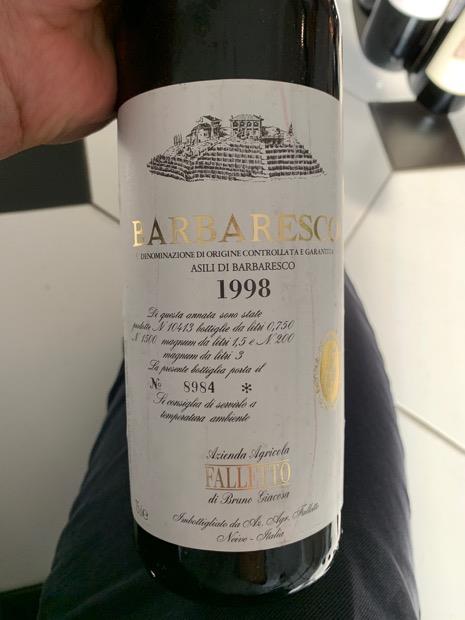 BARBARESCO
DENOMINAZIONE DI ORIGINE CONTROLLATA E GARANTITA
ASILI DI BARBARESCO
1998
Di questa annata sono state
prodotte N 10413 bottiglie da litri 0,750
N 1500 magnum da litri 1,5 e N 200
magnum da litri 3
La presente bottiglia porta il
No 8984 *
Si consiglia di servirlo a
temperatura ambiente
Azienda Agricola
FALLETTO
di Bruno Giacosa
Imbottigliato da Az. Agr. Falletto
Neive - Italia